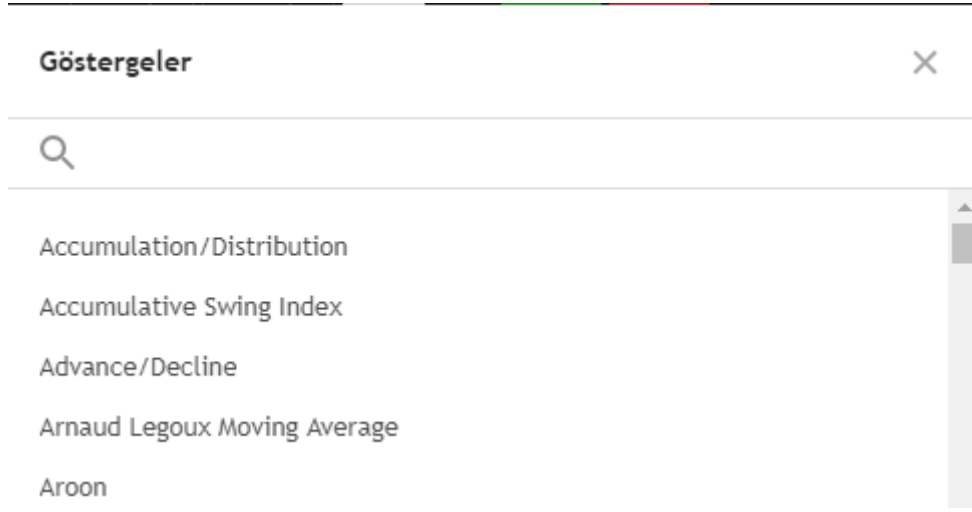 Göstergeler
Accumulation/Distribution
Accumulative Swing Index
Advance/Decline
Arnaud Legoux Moving Average
Aroon